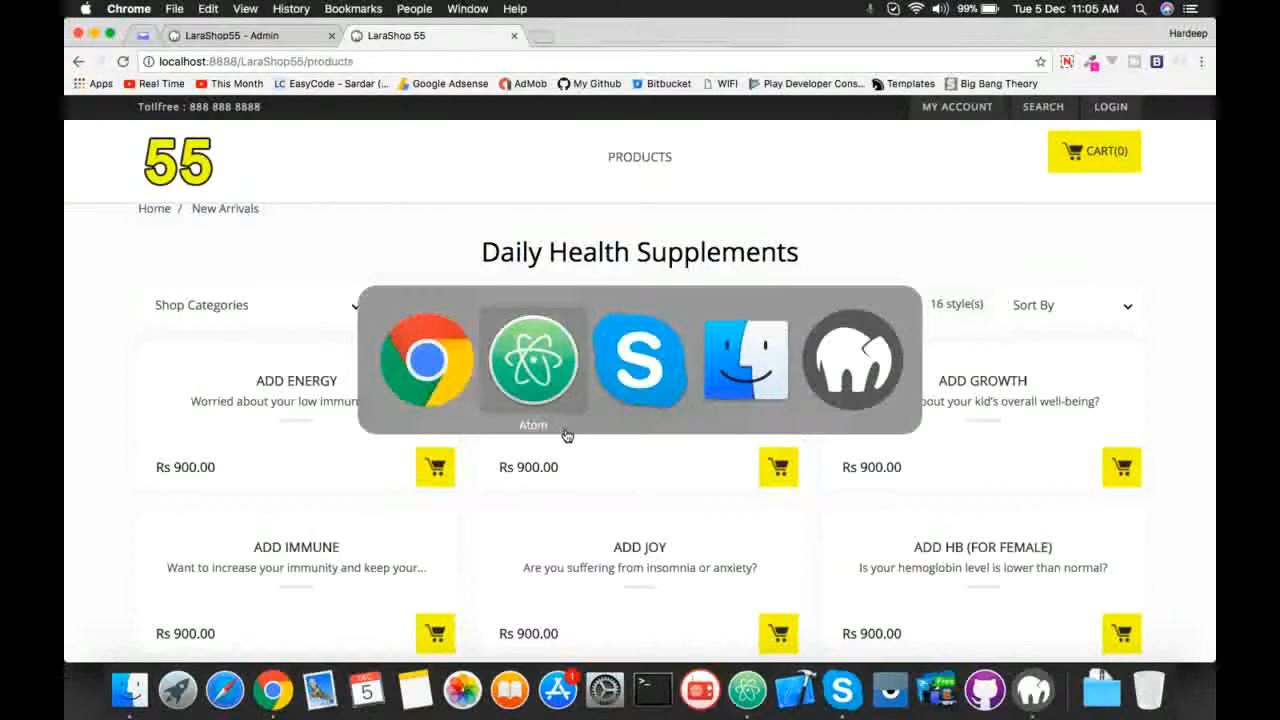 Chrome File Edit View History Bookmarks People Window Help 99% Tue 5 Dec 11:05 AM
LaraShop55 - Admin LaraShop 55 Hardeep
localhost:8888/LaraShop55/products
Apps Real Time This Month LC EasyCode - Sardar (... Google Adsense AdMob My Github Bitbucket WIFI Play Developer Cons... Templates Big Bang Theory
Tollfree : 888 888 8888 MY ACCOUNT SEARCH LOGIN
55 PRODUCTS CART(0)
Home / New Arrivals
Daily Health Supplements
Shop Categories 16 style(s) Sort By
ADD ENERGY ADD GROWTH
Worried about your low immun about your kid's overall well-being?
Atom
Rs 900.00 Rs 900.00 Rs 900.00
ADD IMMUNE ADD JOY ADD HB (FOR FEMALE)
Want to increase your immunity and keep your... Are you suffering from insomnia or anxiety? Is your hemoglobin level is lower than normal?
Rs 900.00 Rs 900.00 Rs 900.00
DEC
5
1
Free